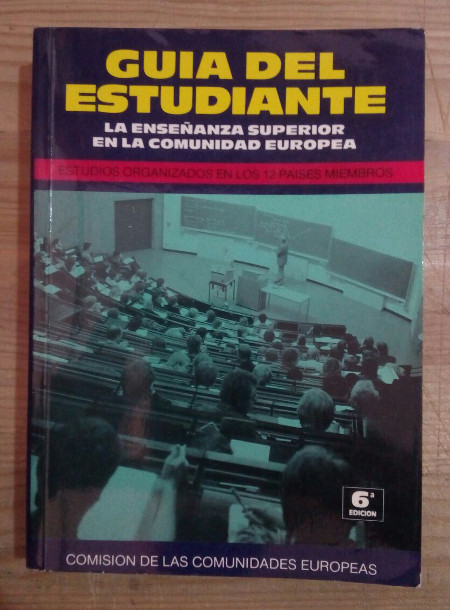 GUIA DEL
ESTUDIANTE
LA ENSEÑANZA SUPERIOR
EN LA COMUNIDAD EUROPEA
ESTUDIOS ORGANIZADOS EN LOS 12 PAISES MIEMBROS
6ª
EDICION
COMISION DE LAS COMUNIDADES EUROPEAS